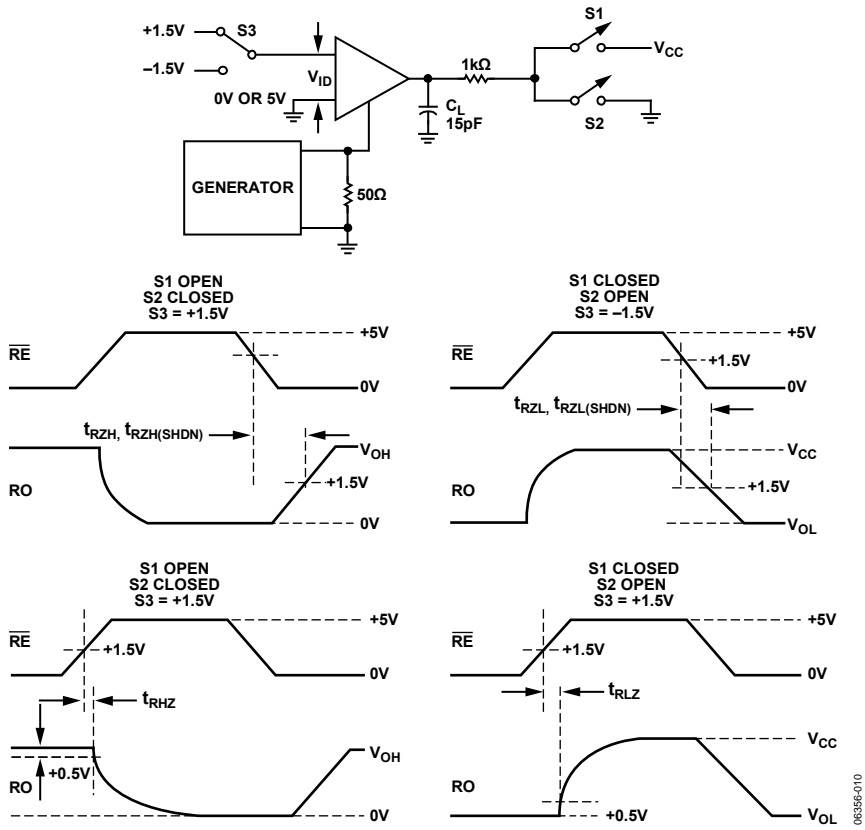 +1.5V
S3
–1.5V
V_ID
0V OR 5V
1kΩ
S1
V_CC
C_L
15pF
S2
GENERATOR
50Ω
S1 OPEN
S2 CLOSED
S3 = +1.5V
+5V
R̅E̅
0V
t_RZH, t_RZH(SHDN)
V_OH
+1.5V
RO
0V
S1 CLOSED
S2 OPEN
S3 = –1.5V
+5V
R̅E̅
+1.5V
0V
t_RZL, t_RZL(SHDN)
V_CC
RO
+1.5V
V_OL
S1 OPEN
S2 CLOSED
S3 = +1.5V
+5V
R̅E̅
+1.5V
0V
t_RHZ
V_OH
+0.5V
RO
0V
S1 CLOSED
S2 OPEN
S3 = +1.5V
+5V
R̅E̅
+1.5V
0V
t_RLZ
V_CC
RO
+0.5V
V_OL
06356-010